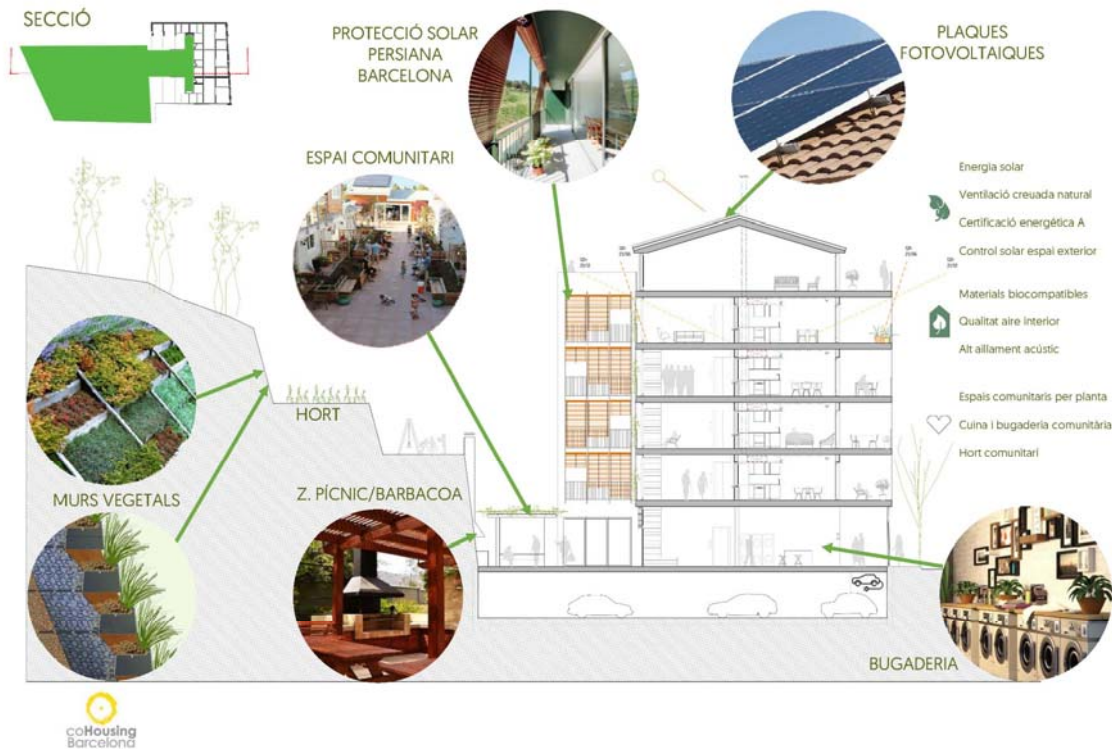 SECCIÓ
PROTECCIÓ SOLAR
PERSIANA
BARCELONA
PLAQUES
FOTOVOLTAIQUES
ESPAI COMUNITARI
Energia solar
Ventilació creuada natural
Certificació energètica A
Control solar espai exterior
Materials biocompatibles
Qualitat aire interior
Alt aïllament acústic
Espais comunitaris per planta
Cuina i bugaderia comunitària
Hort comunitari
HORT
MURS VEGETALS
Z. PÍCNIC/BARBACOA
BUGADERIA
coHousing
Barcelona